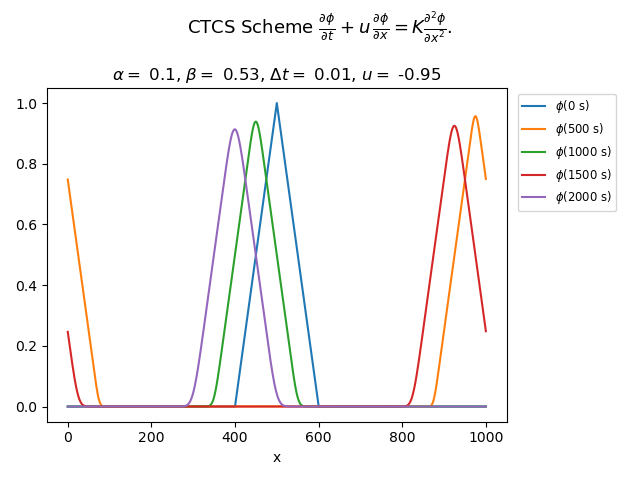 CTCS Scheme ∂ϕ/∂t + u ∂ϕ/∂x = K ∂²ϕ/∂x².
α = 0.1, β = 0.53, Δt = 0.01, u = -0.95
1.0
0.8
0.6
0.4
0.2
0.0
0 200 400 600 800 1000
x
ϕ(0 s)
ϕ(500 s)
ϕ(1000 s)
ϕ(1500 s)
ϕ(2000 s)